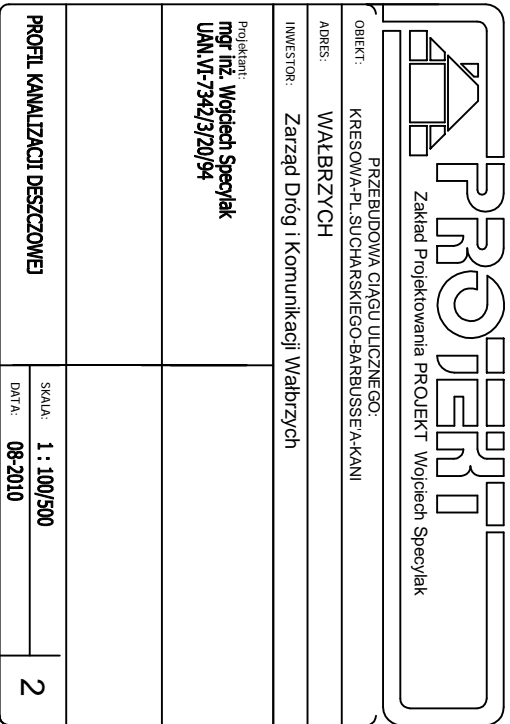 PROJEKT
Zakład Projektowania PROJEKT Wojciech Specylak
OBIEKT:
PRZEBUDOWA CIĄGU ULICZNEGO:
KRESOWA-PL.SUCHARSKIEGO-BARBUSSE'A-KANI
ADRES: WAŁBRZYCH
INWESTOR: Zarząd Dróg i Komunikacji Wałbrzych
Projektant:
mgr inż. Wojciech Specylak
UAN.VI-7342/3/20/94
PROFIL KANALIZACJI DESZCZOWEJ
SKALA: 1 : 100/500
DATA: 08-2010
2